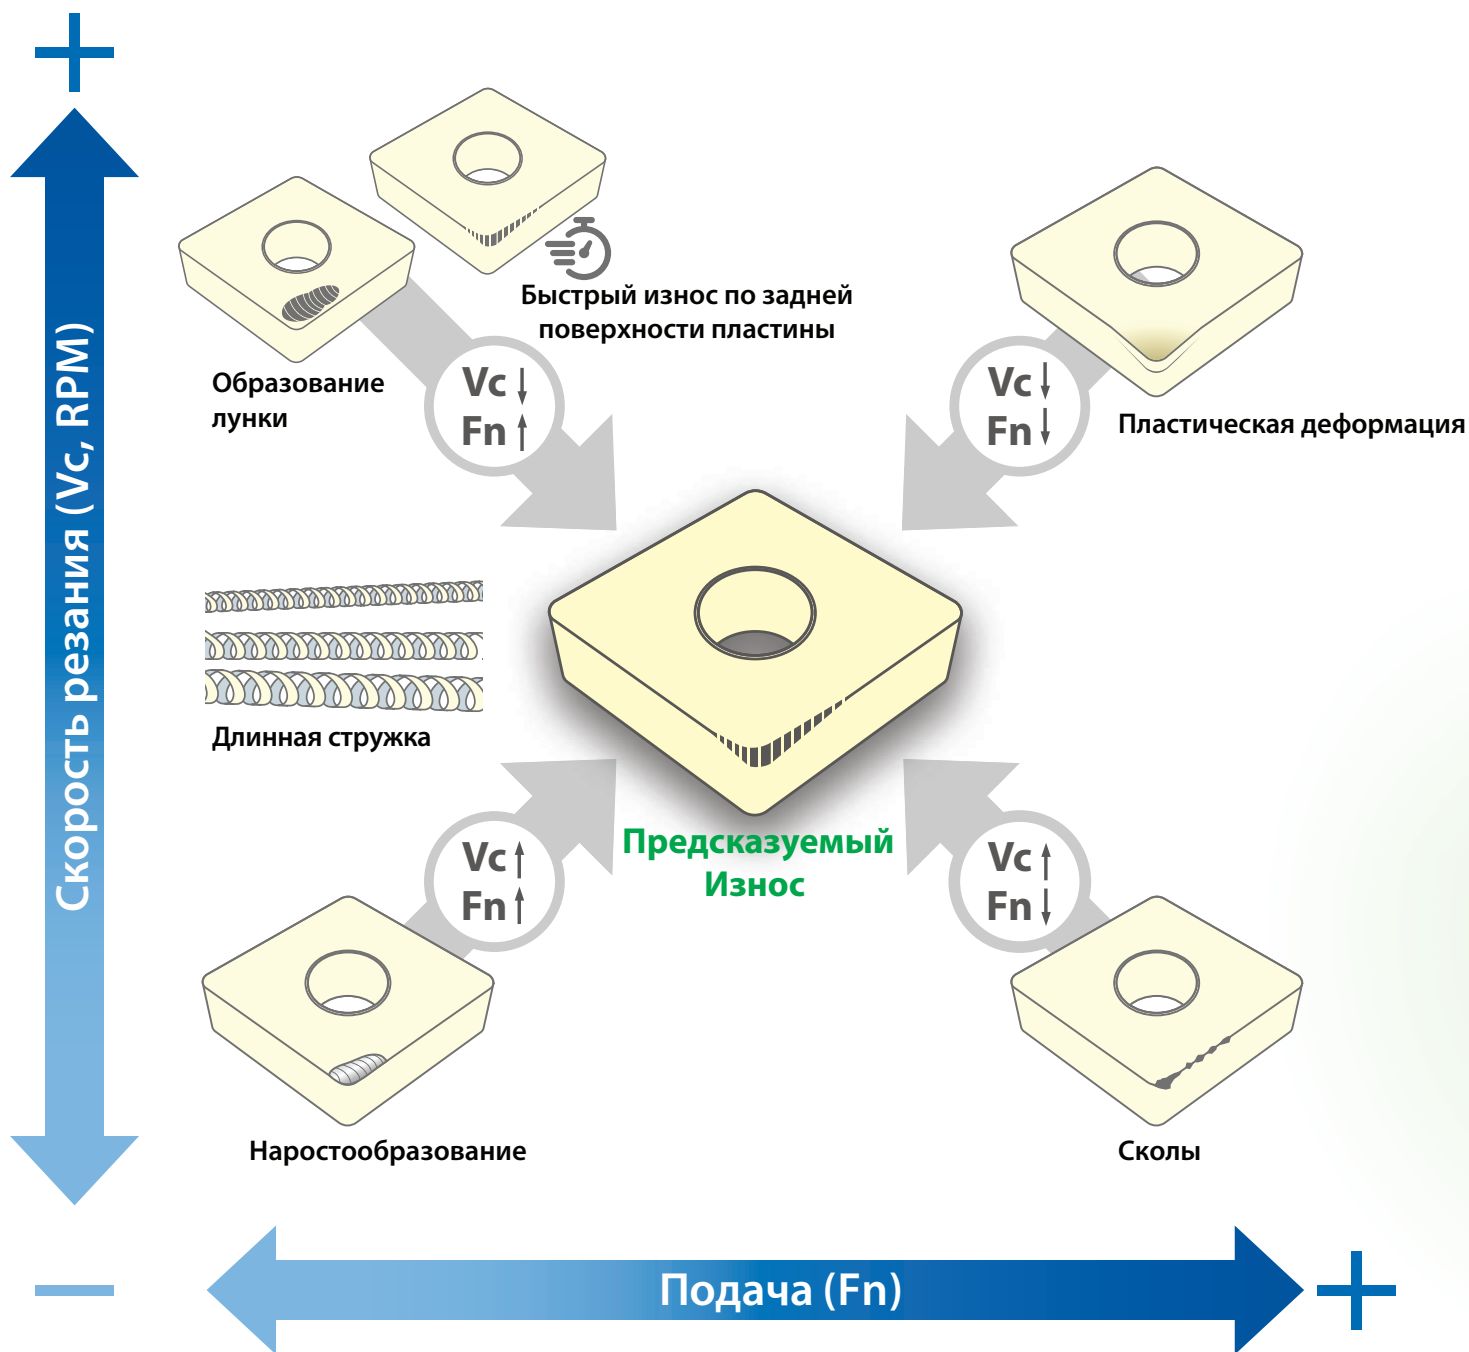 Быстрый износ по задней
поверхности пластины
Образование
лунки
Vc ↓
Fn ↑
Vc ↓
Fn ↓
Пластическая деформация
Скорость резания (Vc, RPM)
Длинная стружка
Предсказуемый
Износ
Vc ↑
Fn ↑
Vc ↑
Fn ↓
Наростообразование
Сколы
Подача (Fn)